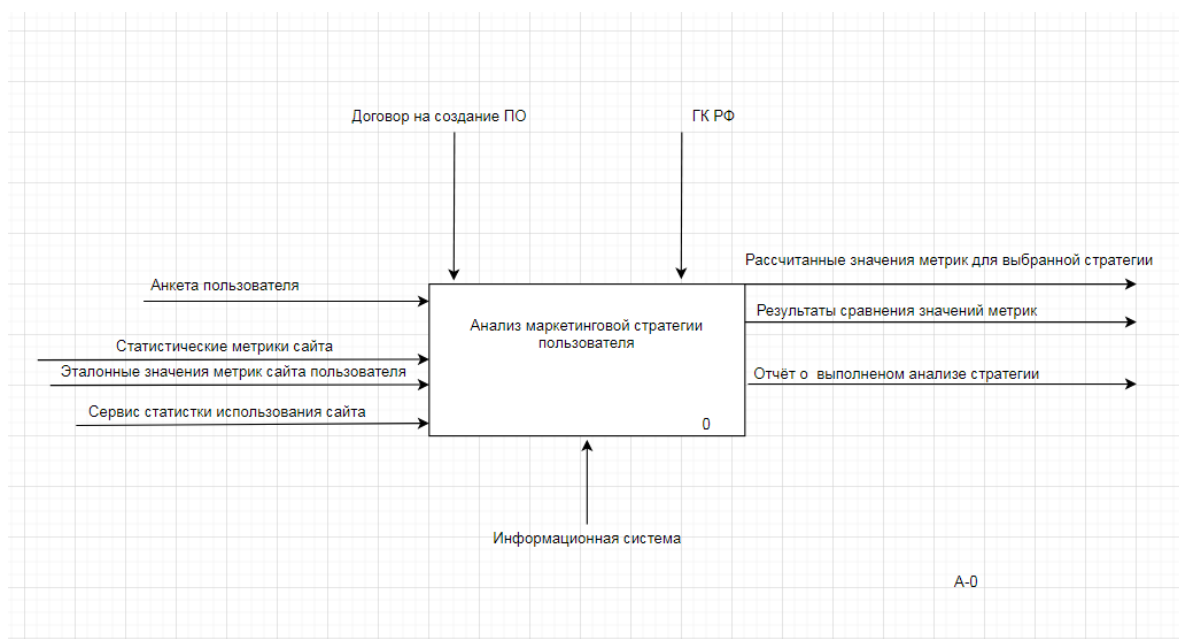 Договор на создание ПО
ГК РФ
Рассчитанные значения метрик для выбранной стратегии
Анкета пользователя
Результаты сравнения значений метрик
Анализ маркетинговой стратегии
пользователя
Статистические метрики сайта
Эталонные значения метрик сайта пользователя
Отчёт о выполненом анализе стратегии
Сервис статистки использования сайта
0
Информационная система
А-0